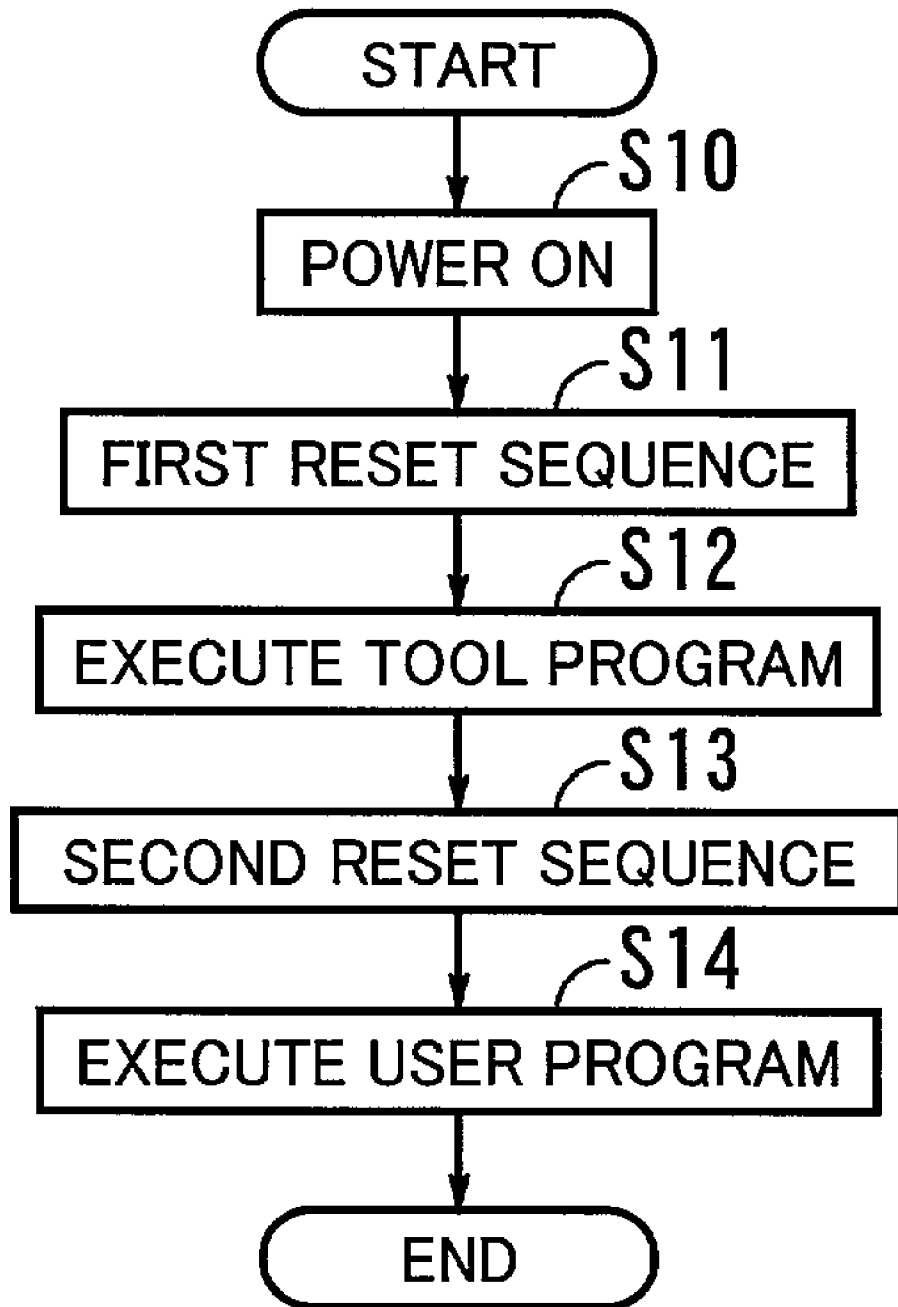 START
S10
POWER ON
S11
FIRST RESET SEQUENCE
S12
EXECUTE TOOL PROGRAM
S13
SECOND RESET SEQUENCE
S14
EXECUTE USER PROGRAM
END